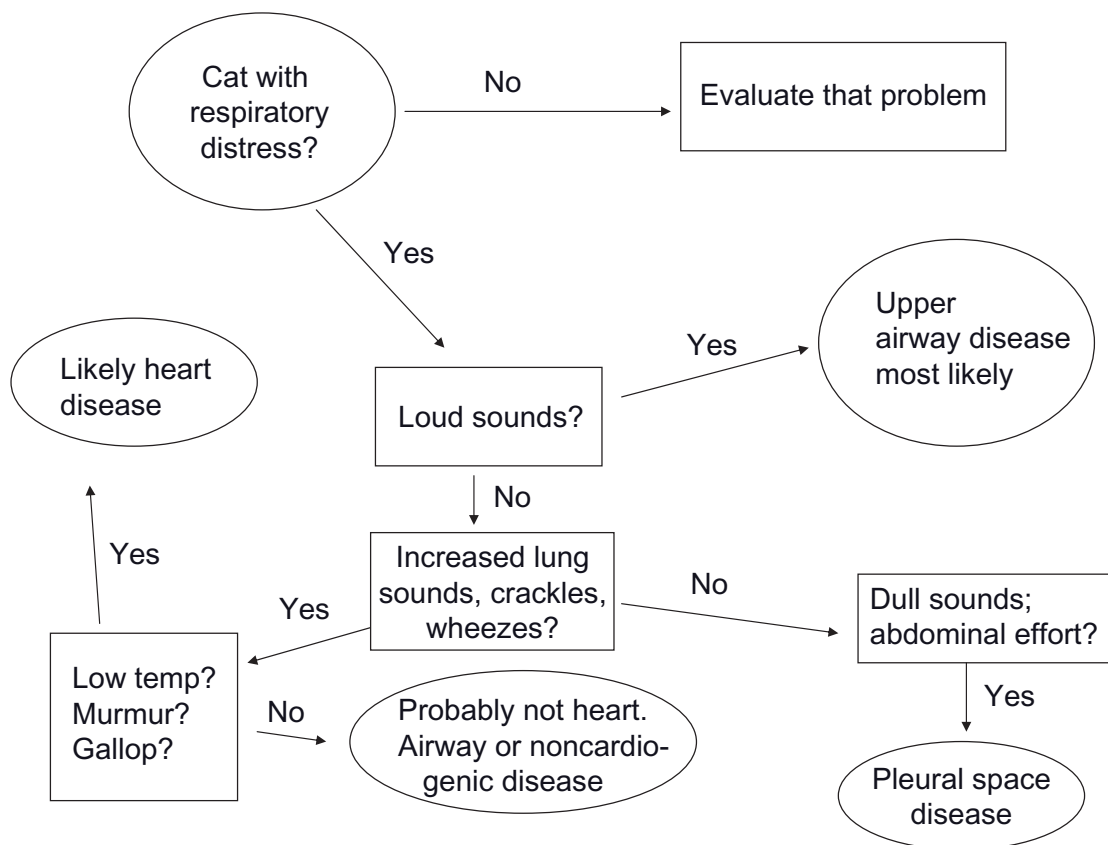 Cat with
respiratory
distress?
No
Evaluate that problem
Yes
Upper
airway disease
most likely
Yes
Likely heart
disease
Loud sounds?
No
Yes
Increased lung
sounds, crackles,
wheezes?
Yes
No
Dull sounds;
abdominal effort?
Low temp?
Murmur?
Gallop?
No
Probably not heart.
Airway or noncardio-
genic disease
Yes
Pleural space
disease